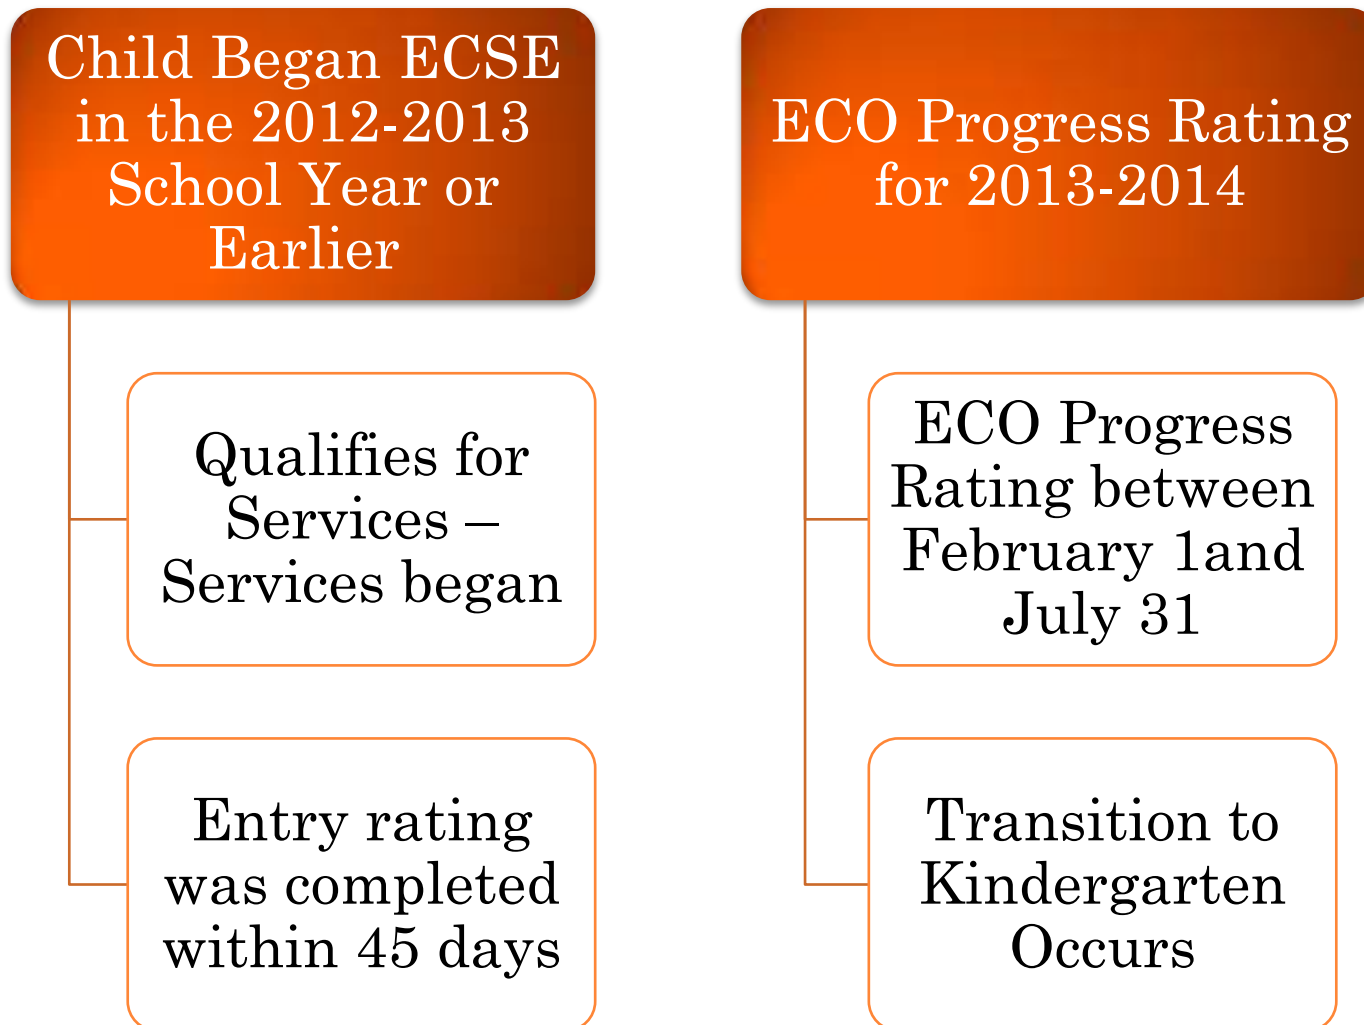 Child Began ECSE
in the 2012-2013
School Year or
Earlier
Qualifies for
Services –
Services began
Entry rating
was completed
within 45 days
ECO Progress Rating
for 2013-2014
ECO Progress
Rating between
February 1and
July 31
Transition to
Kindergarten
Occurs